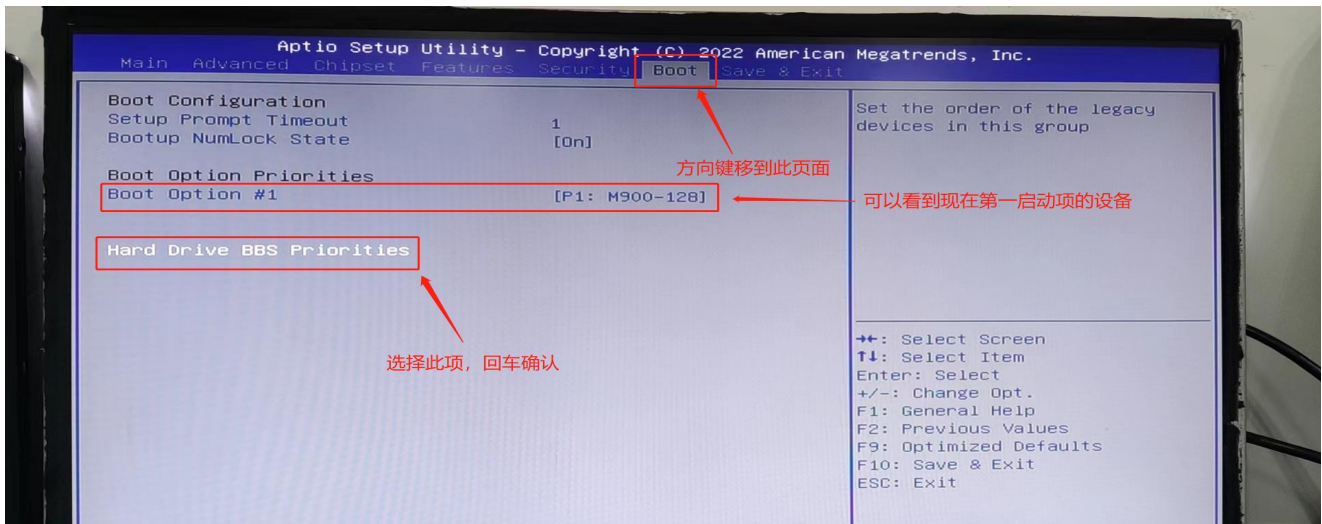 Aptio Setup Utility – Copyright (C) 2022 American Megatrends, Inc.
Main Advanced Chipset Features Security Boot Save & Exit
Boot Configuration
Setup Prompt Timeout 1
Bootup NumLock State [On]
Boot Option Priorities
Boot Option #1 [P1: M900-128]
Hard Drive BBS Priorities
方向键移到此页面
可以看到现在第一启动项的设备
选择此项，回车确认
Set the order of the legacy
devices in this group
→←: Select Screen
↑↓: Select Item
Enter: Select
+/-: Change Opt.
F1: General Help
F2: Previous Values
F9: Optimized Defaults
F10: Save & Exit
ESC: Exit